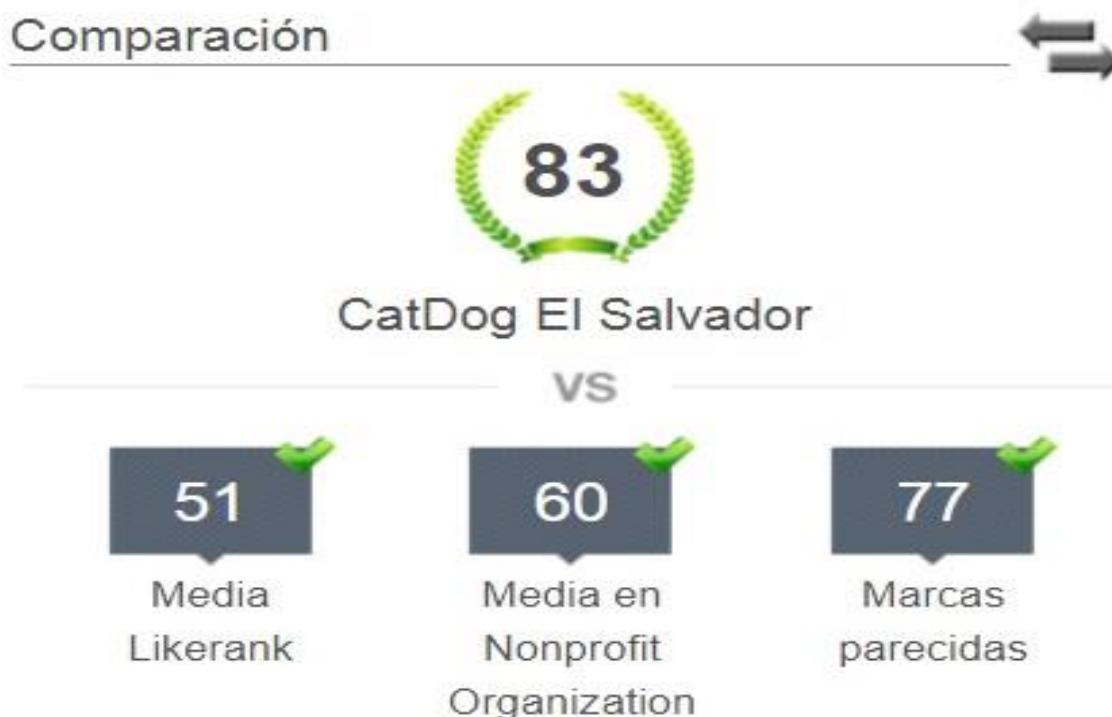 Comparación
83
CatDog El Salvador
VS
51
60
77
Media
Likerank
Media en
Nonprofit
Organization
Marcas
parecidas